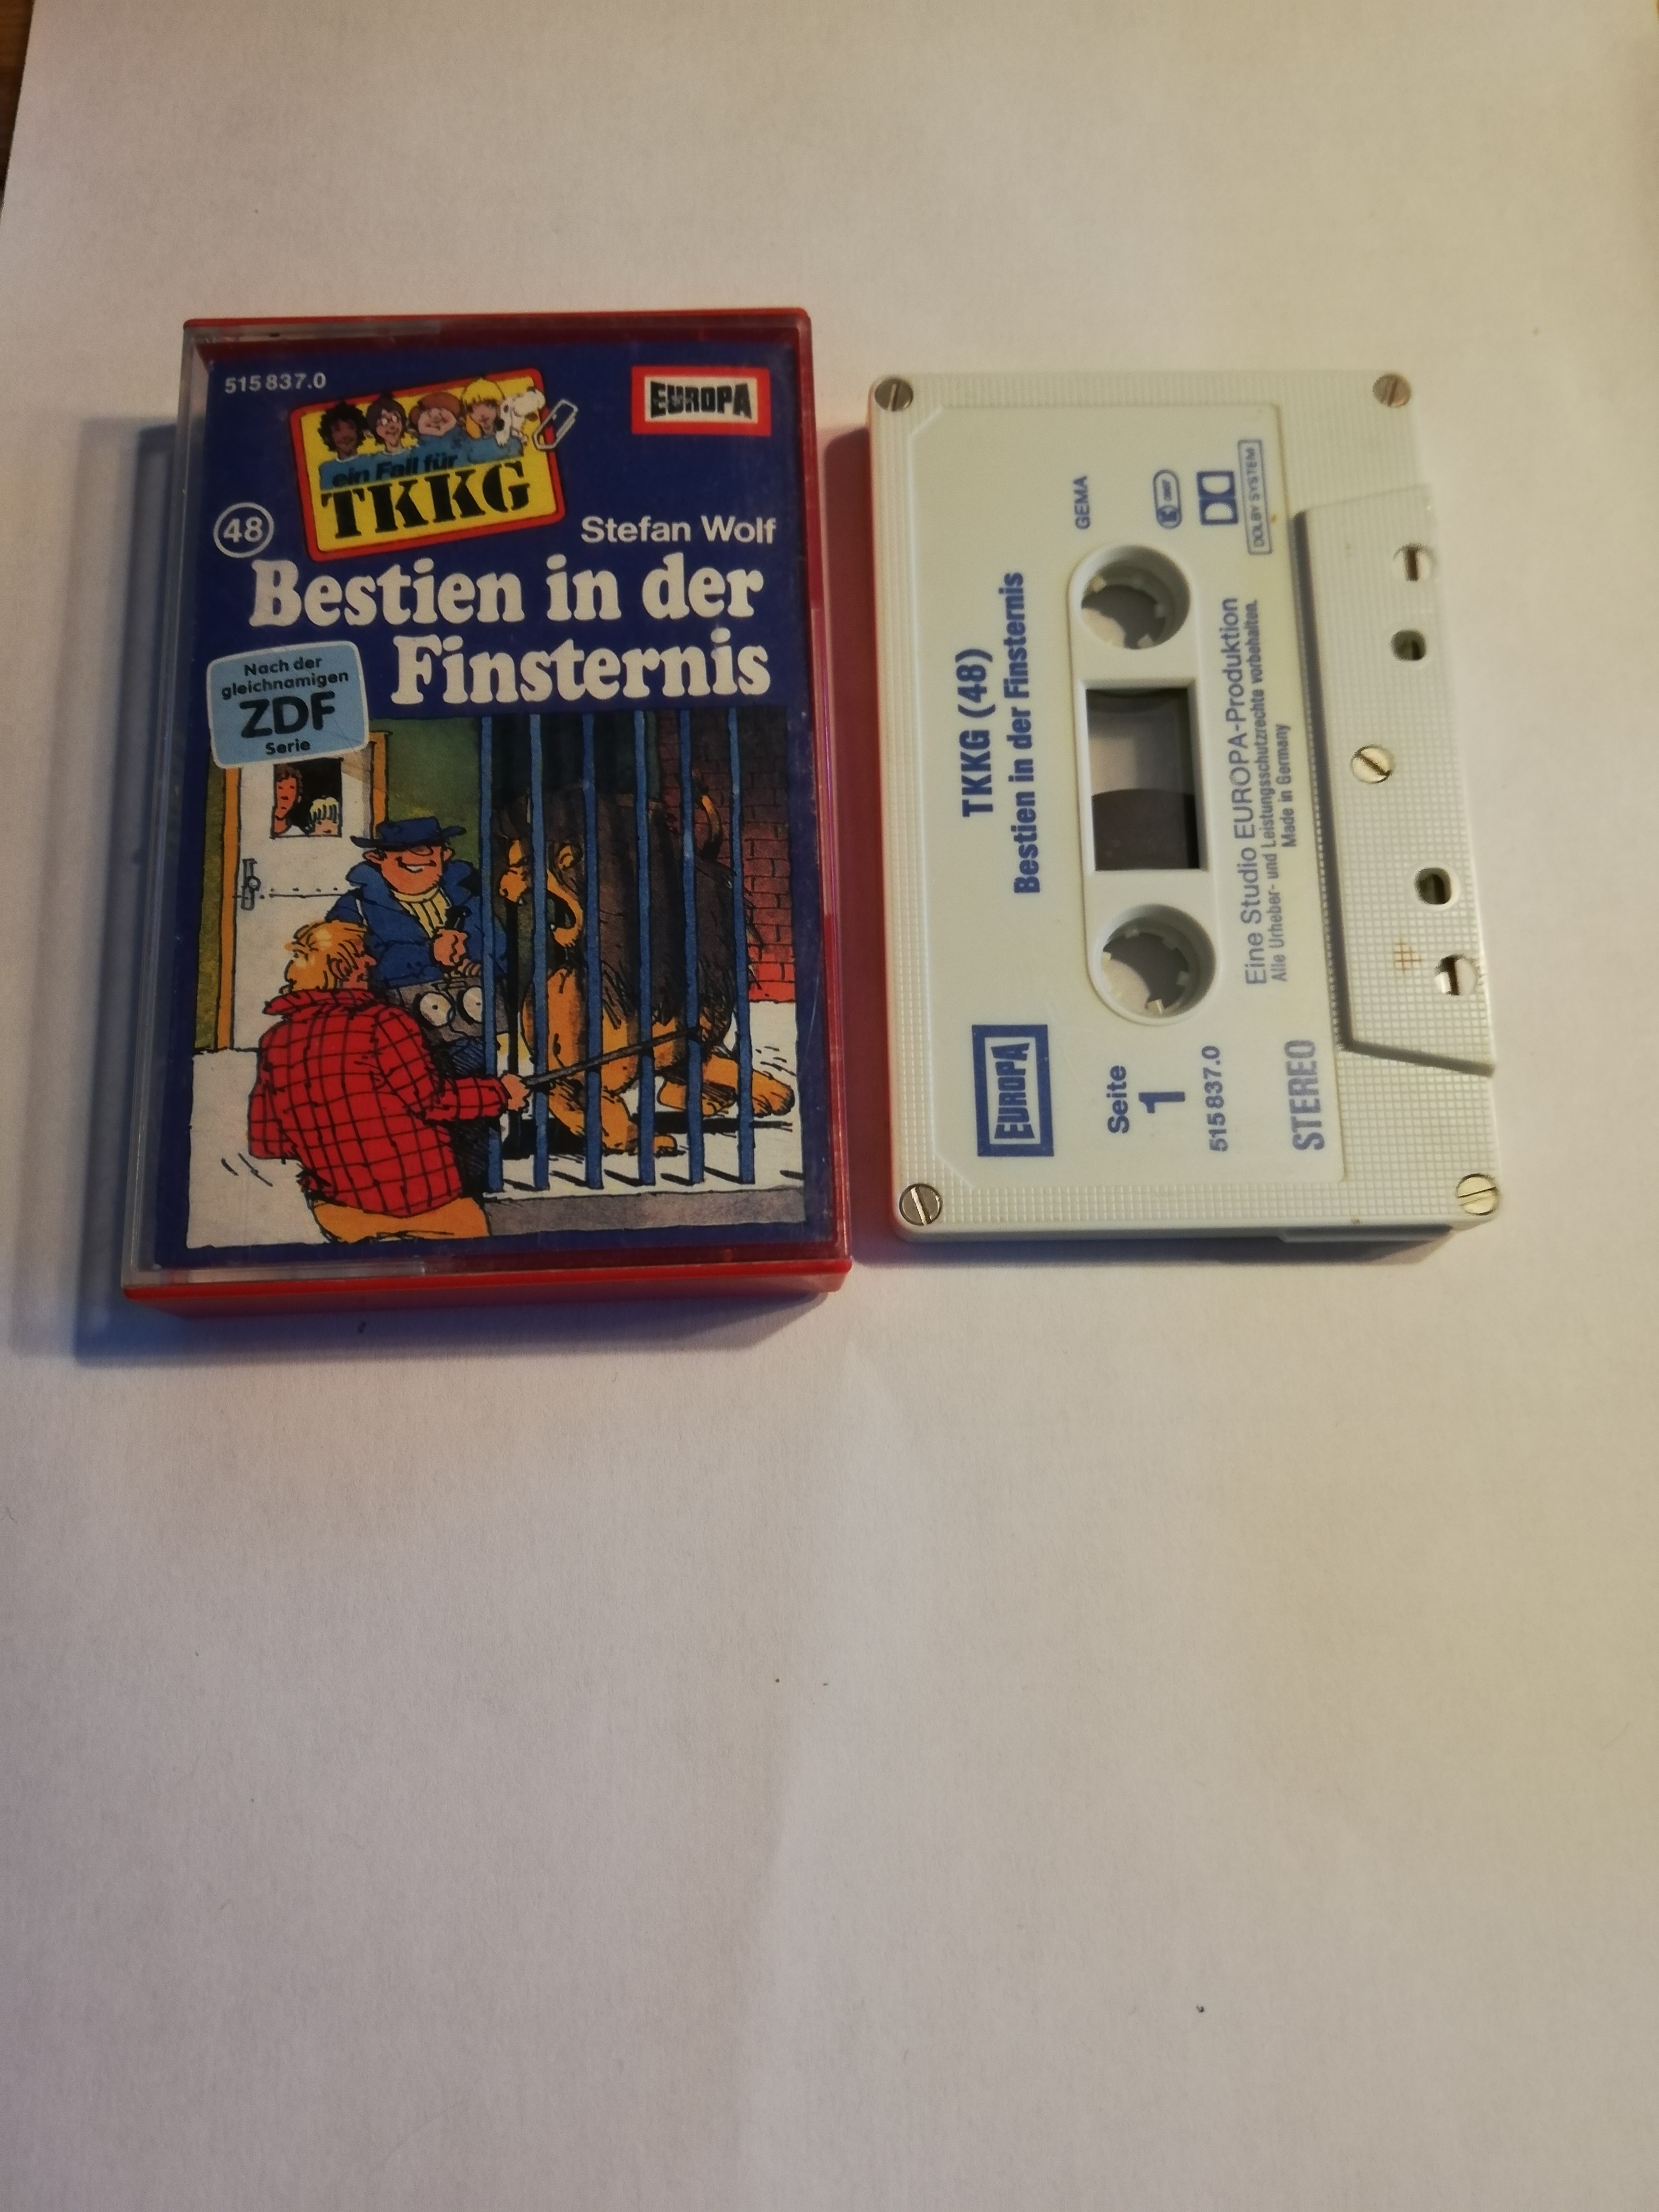 515 837.0
EUROPA
ein Fall für
TKKG
48
Stefan Wolf
Bestien in der
Finsternis
Nach der
gleichnamigen
ZDF
Serie
TKKG (48)
Bestien in der Finsternis
EUROPA
Seite
1
515 837.0
STEREO
GEMA
DOLBY SYSTEM
Eine Studio EUROPA-Produktion
Alle Urheber- und Leistungsschutzrechte vorbehalten.
Made in Germany